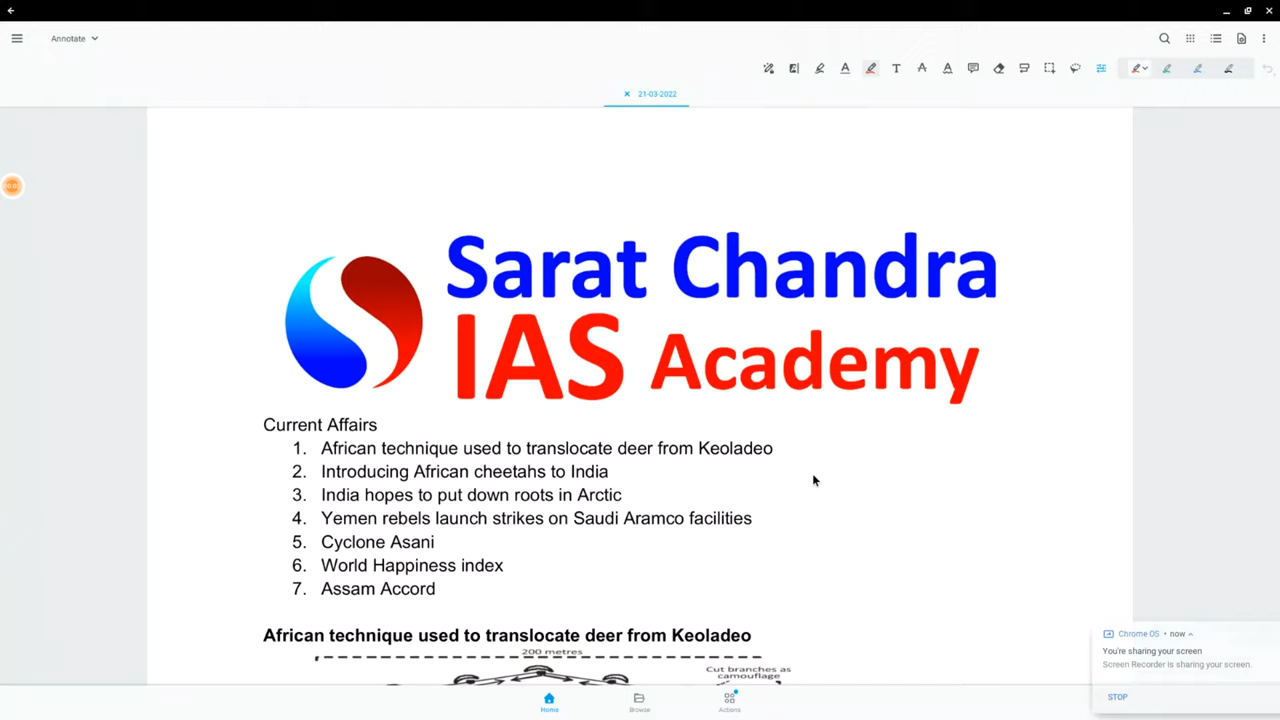 Annotate
21-03-2022
Sarat Chandra
IAS Academy
Current Affairs
1. African technique used to translocate deer from Keoladeo
2. Introducing African cheetahs to India
3. India hopes to put down roots in Arctic
4. Yemen rebels launch strikes on Saudi Aramco facilities
5. Cyclone Asani
6. World Happiness index
7. Assam Accord
African technique used to translocate deer from Keoladeo
200 metres
Cut branches as
camouflage
Chrome OS • now
You're sharing your screen
Screen Recorder is sharing your screen.
STOP
Home
Browse
Actions